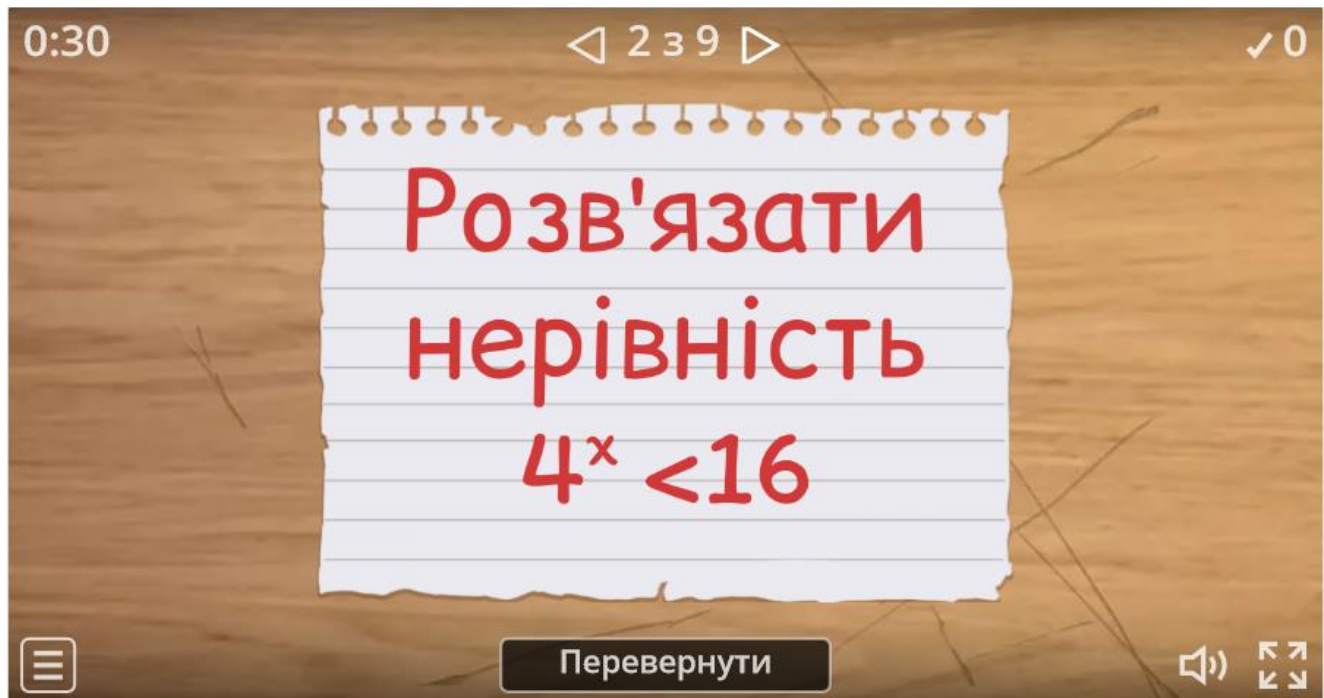 0:30
2 з 9
✓ 0
Розв'язати
нерівність
4ˣ <16
Перевернути